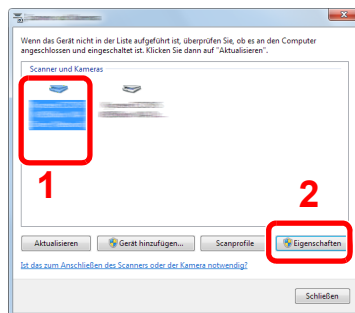 Wenn das Gerät nicht in der Liste aufgeführt ist, überprüfen Sie, ob es an den Computer
angeschlossen und eingeschaltet ist. Klicken Sie dann auf "Aktualisieren".
Scanner und Kameras
1
2
Aktualisieren
Gerät hinzufügen...
Scanprofile
Eigenschaften
Ist das zum Anschließen des Scanners oder der Kamera notwendig?
Schließen